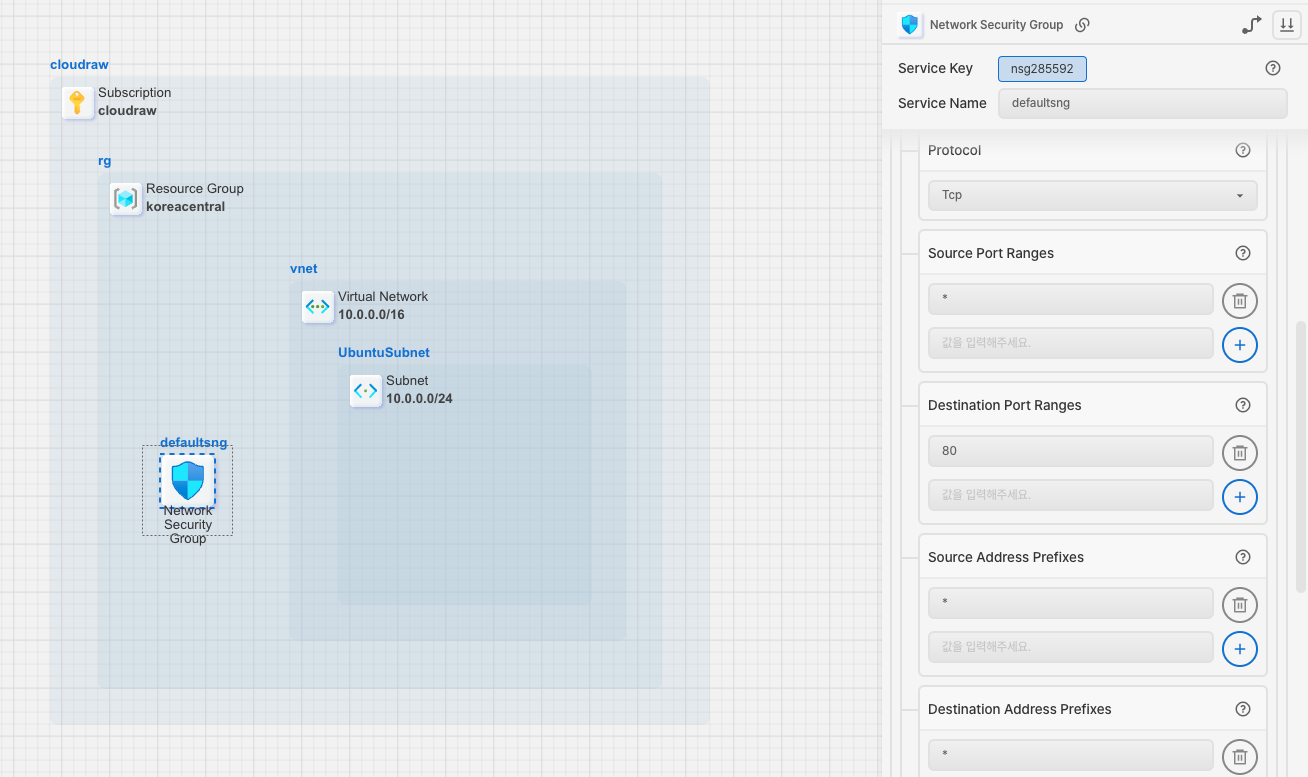 cloudraw
Subscription
cloudraw
rg
Resource Group
koreacentral
vnet
Virtual Network
10.0.0.0/16
UbuntuSubnet
Subnet
10.0.0.0/24
defaultsng
Network
Security
Group
Network Security Group
Service Key
nsg285592
Service Name
defaultsng
Protocol
Tcp
Source Port Ranges
*
값을 입력해주세요.
Destination Port Ranges
80
값을 입력해주세요.
Source Address Prefixes
*
값을 입력해주세요.
Destination Address Prefixes
*